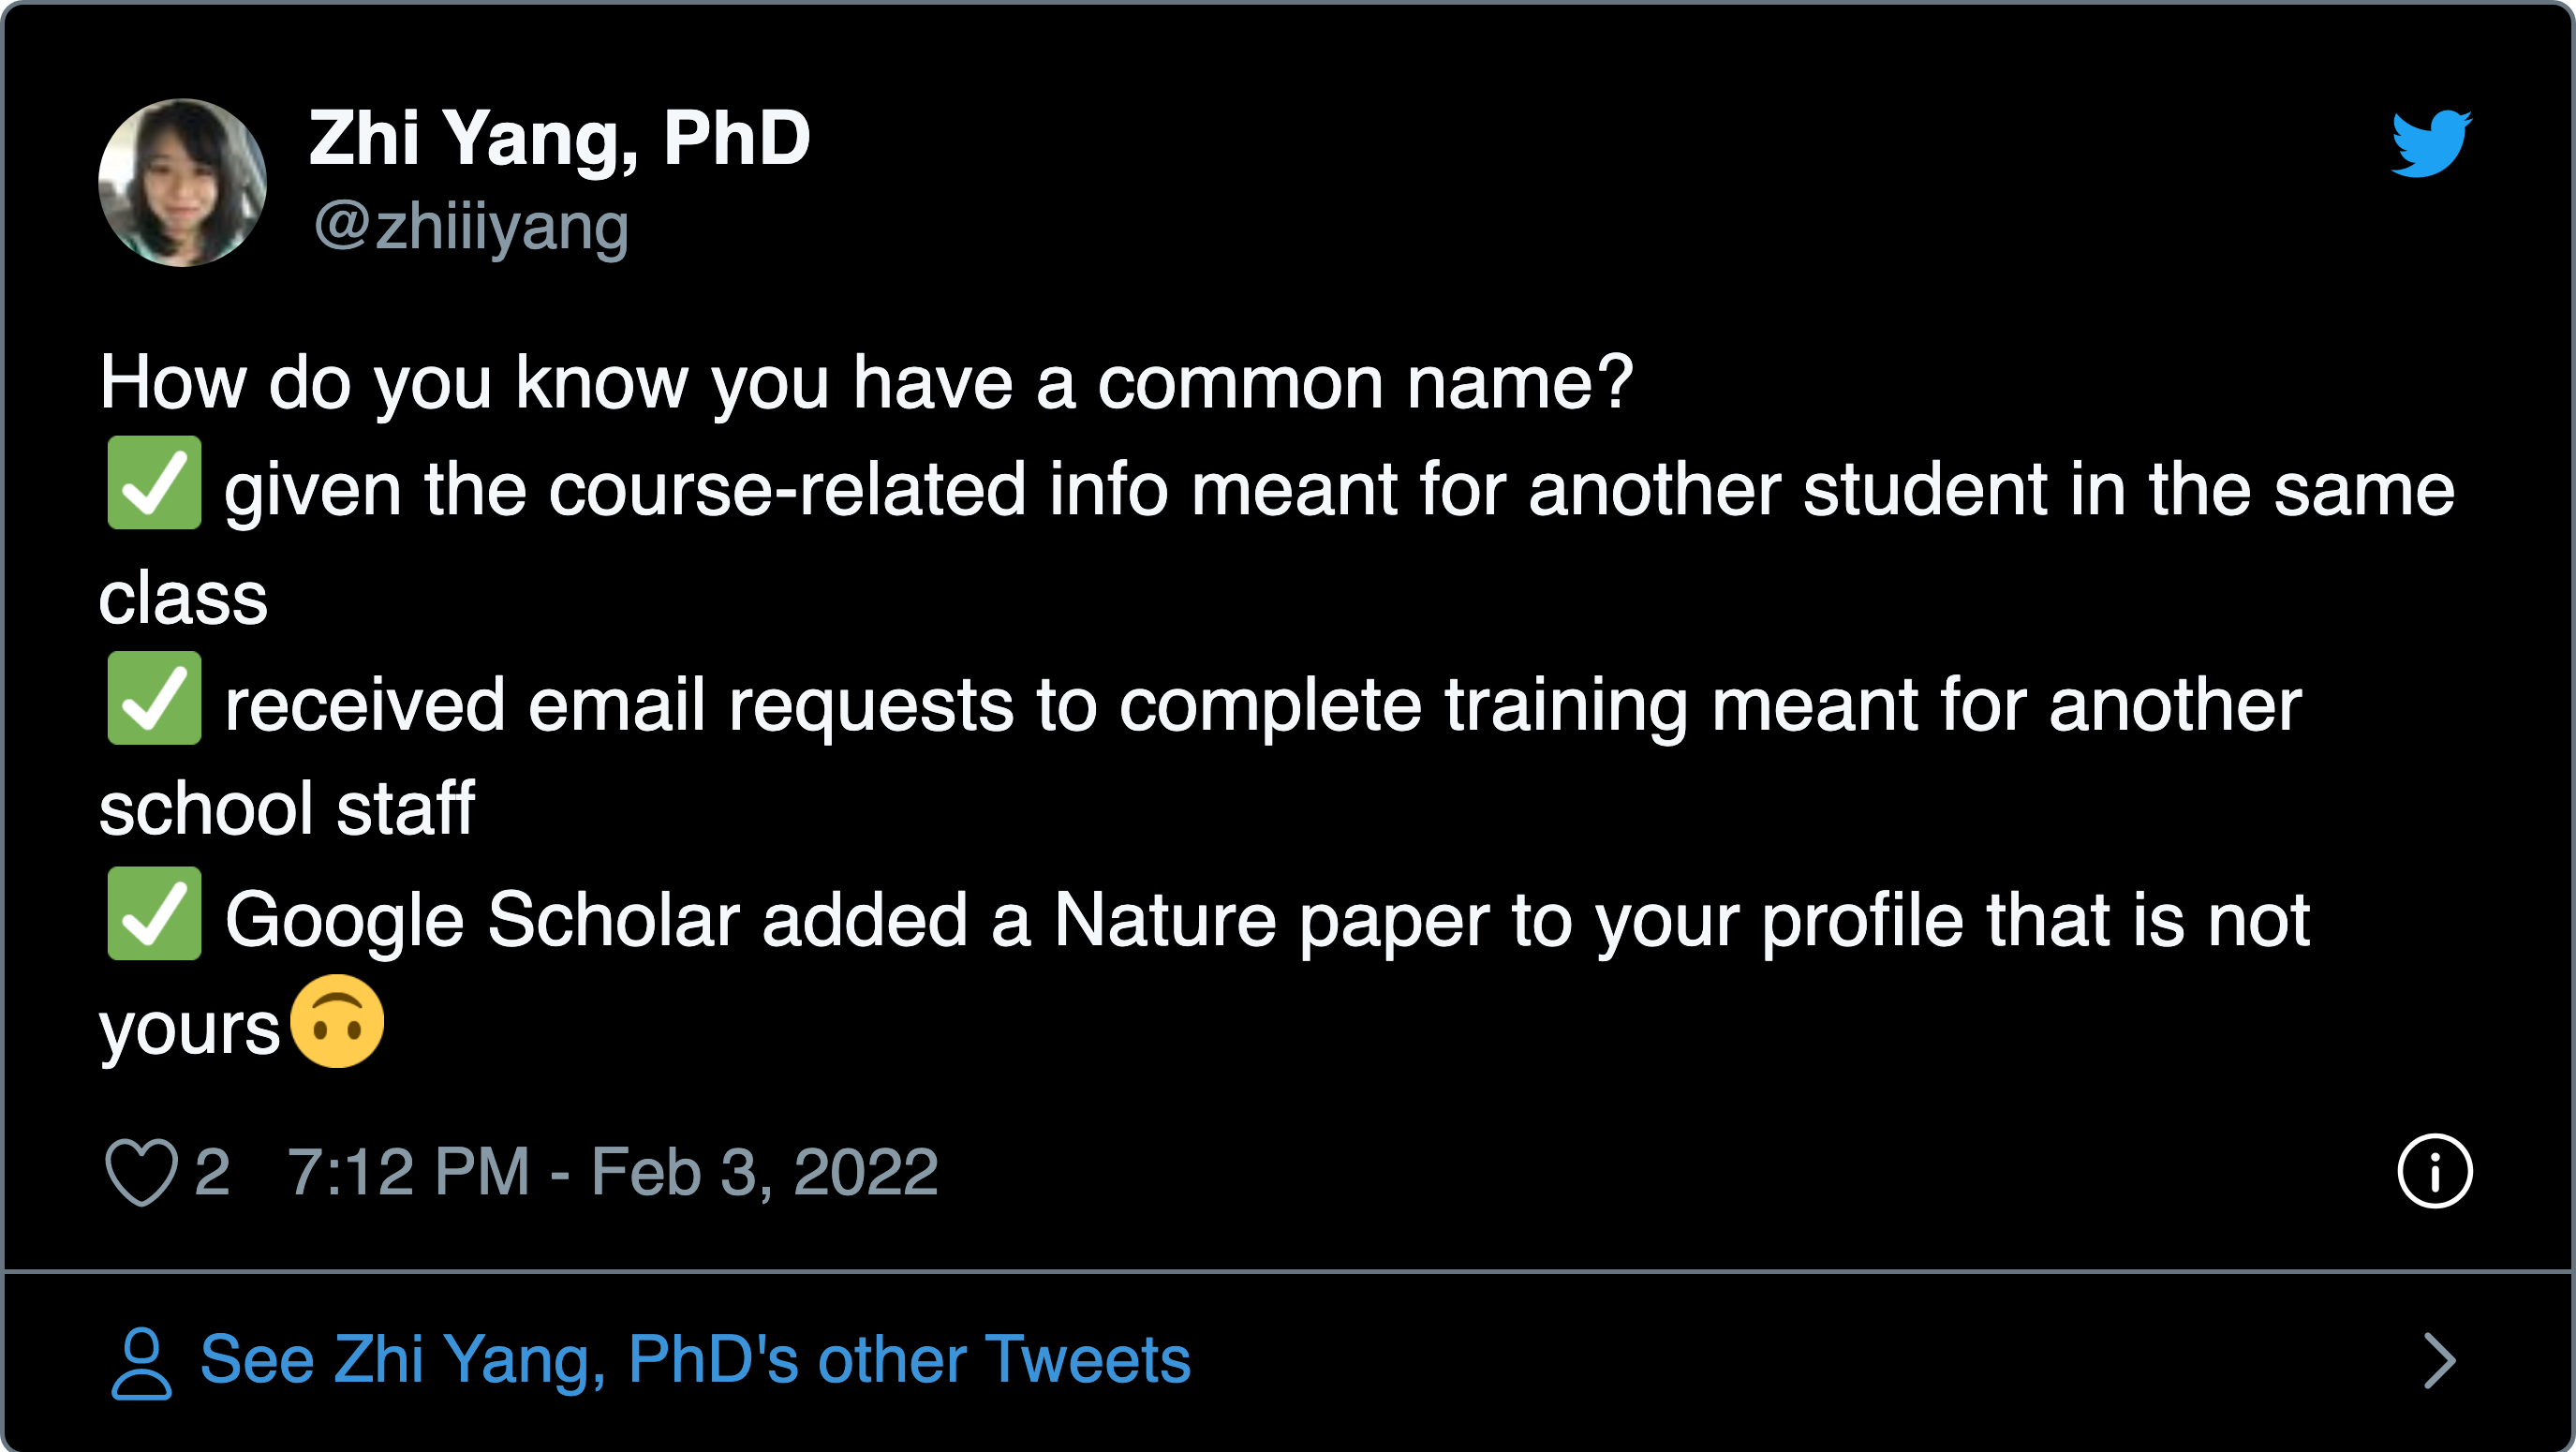 Zhi Yang, PhD
@zhiiiyang
How do you know you have a common name?
✅ given the course-related info meant for another student in the same
class
✅ received email requests to complete training meant for another
school staff
✅ Google Scholar added a Nature paper to your profile that is not
yours🙃
2 7:12 PM - Feb 3, 2022
See Zhi Yang, PhD's other Tweets